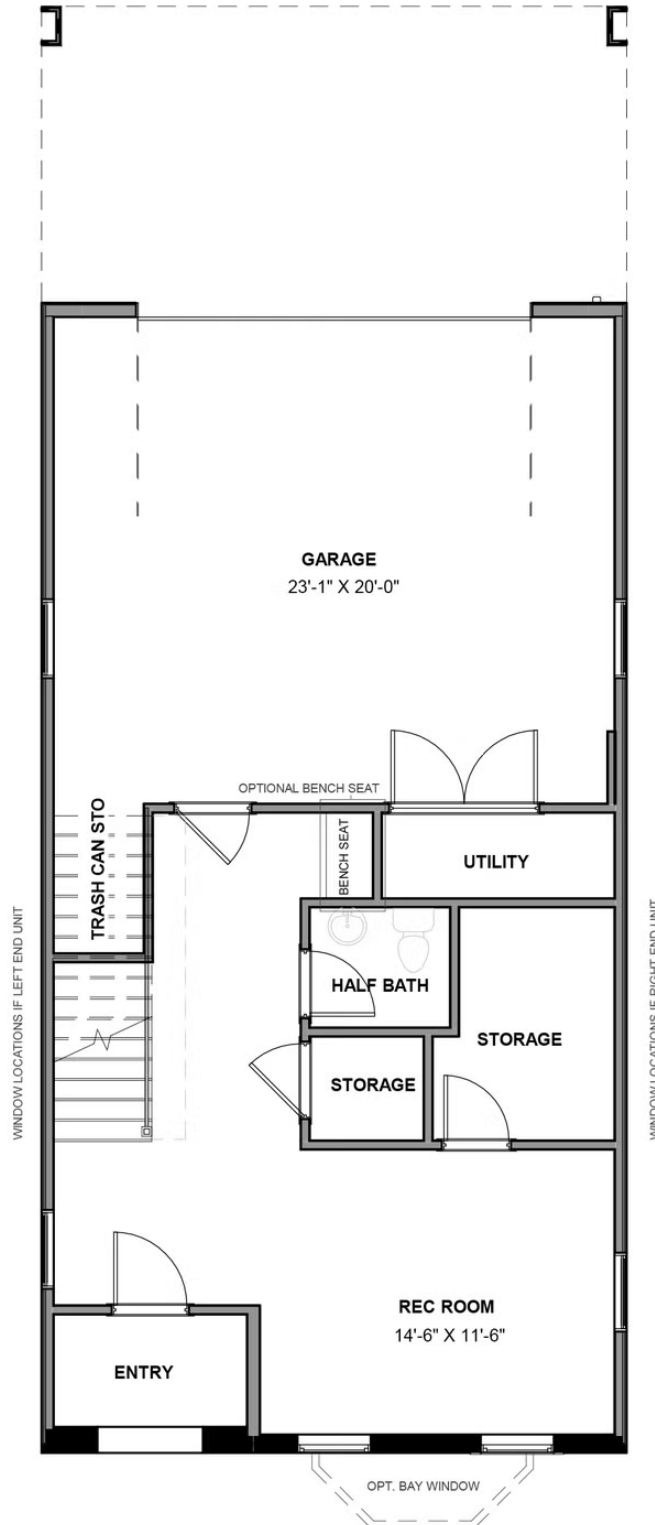 GARAGE
23'-1" X 20'-0"
OPTIONAL BENCH SEAT
TRASH CAN STO
BENCH SEAT
UTILITY
HALF BATH
STORAGE
STORAGE
WINDOW LOCATIONS IF LEFT END UNIT
WINDOW LOCATIONS IF RIGHT END UNIT
REC ROOM
14'-6" X 11'-6"
ENTRY
OPT. BAY WINDOW